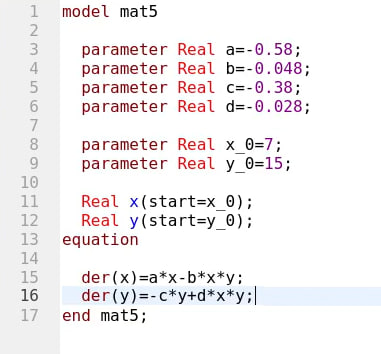 1 model mat5
2
3 parameter Real a=-0.58;
4 parameter Real b=-0.048;
5 parameter Real c=-0.38;
6 parameter Real d=-0.028;
7
8 parameter Real x_0=7;
9 parameter Real y_0=15;
10
11 Real x(start=x_0);
12 Real y(start=y_0);
13 equation
14
15 der(x)=a*x-b*x*y;
16 der(y)=-c*y+d*x*y;
17 end mat5;